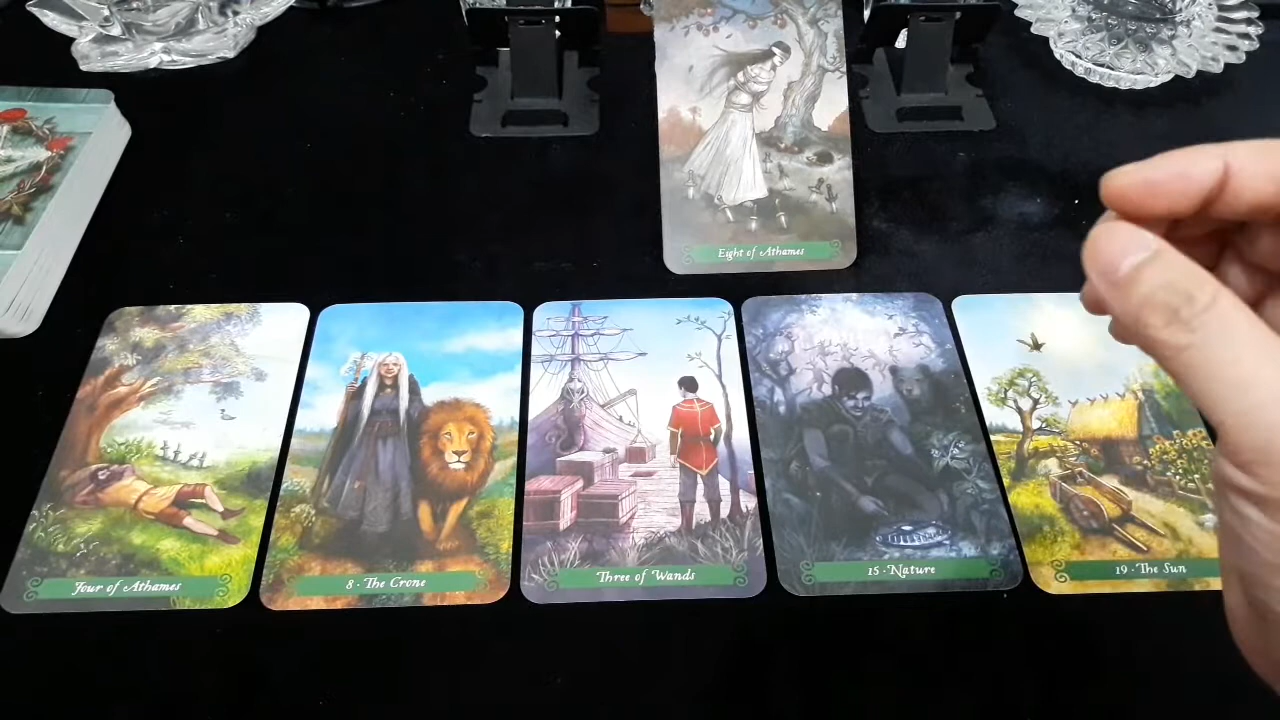 Eight of Athames
Four of Athames
8 · The Crone
Three of Wands
15 · Nature
19 · The Sun